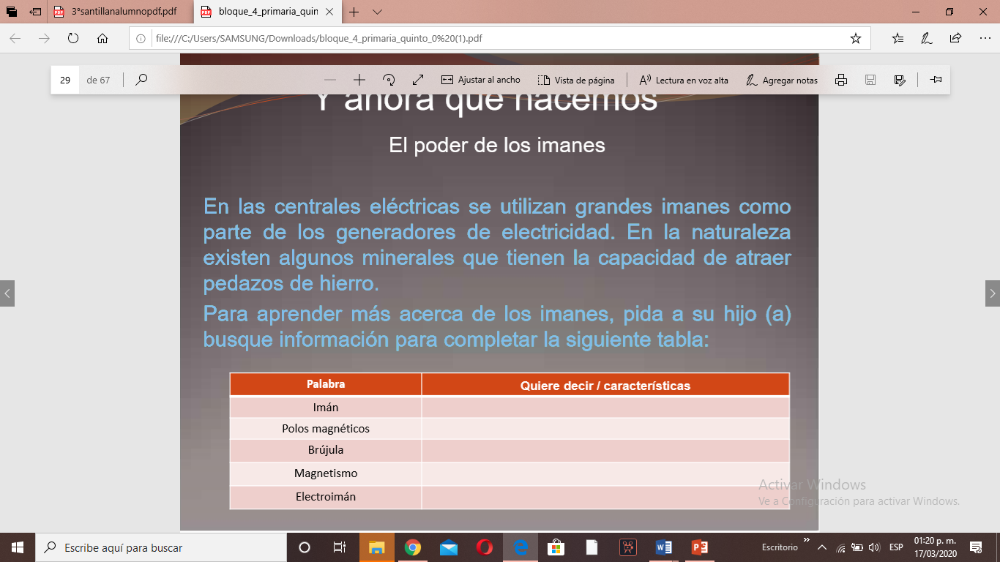 3°santillanalumnopdf.pdf
bloque_4_primaria_quin
file:///C:/Users/SAMSUNG/Downloads/bloque_4_primaria_quinto_0%20(1).pdf
29 de 67
Ajustar al ancho
Vista de página
Lectura en voz alta
Agregar notas
Y ahora que hacemos
El poder de los imanes
En las centrales eléctricas se utilizan grandes imanes como
parte de los generadores de electricidad. En la naturaleza
existen algunos minerales que tienen la capacidad de atraer
pedazos de hierro.
Para aprender más acerca de los imanes, pida a su hijo (a)
busque información para completar la siguiente tabla:
Palabra Quiere decir / características
Imán
Polos magnéticos
Brújula
Magnetismo
Electroimán
Activar Windows
Ve a Configuración para activar Windows.
Escribe aquí para buscar
Escritorio
ESP
01:20 p. m.
17/03/2020